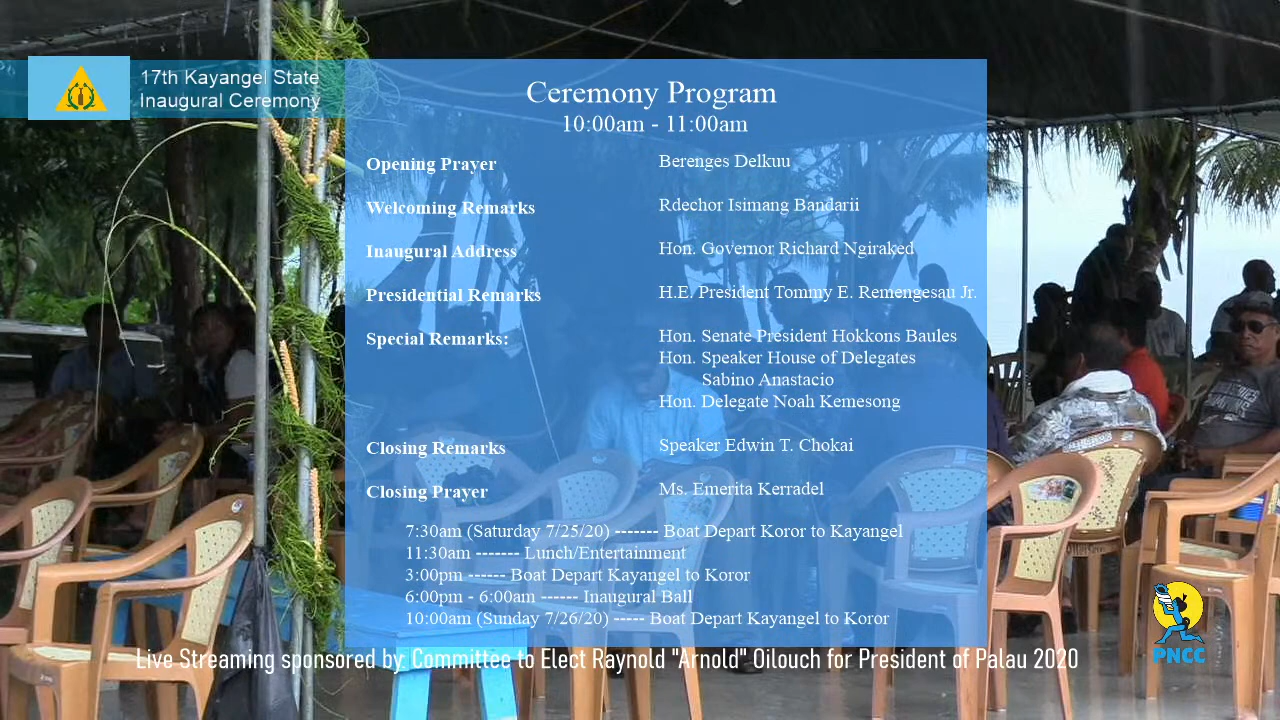 17th Kayangel State
Inaugural Ceremony
Ceremony Program
10:00am - 11:00am
Opening Prayer Berenges Delkuu
Welcoming Remarks Rdechor Isimang Bandarii
Inaugural Address Hon. Governor Richard Ngiraked
Presidential Remarks H.E. President Tommy E. Remengesau Jr.
Special Remarks: Hon. Senate President Hokkons Baules
Hon. Speaker House of Delegates
Sabino Anastacio
Hon. Delegate Noah Kemesong
Closing Remarks Speaker Edwin T. Chokai
Closing Prayer Ms. Emerita Kerradel
7:30am (Saturday 7/25/20) ------- Boat Depart Koror to Kayangel
11:30am ------- Lunch/Entertainment
3:00pm ------ Boat Depart Kayangel to Koror
6:00pm - 6:00am ------ Inaugural Ball
10:00am (Sunday 7/26/20) ----- Boat Depart Kayangel to Koror
Live Streaming sponsored by Committee to Elect Raynold "Arnold" Oilouch for President of Palau 2020
PNCC